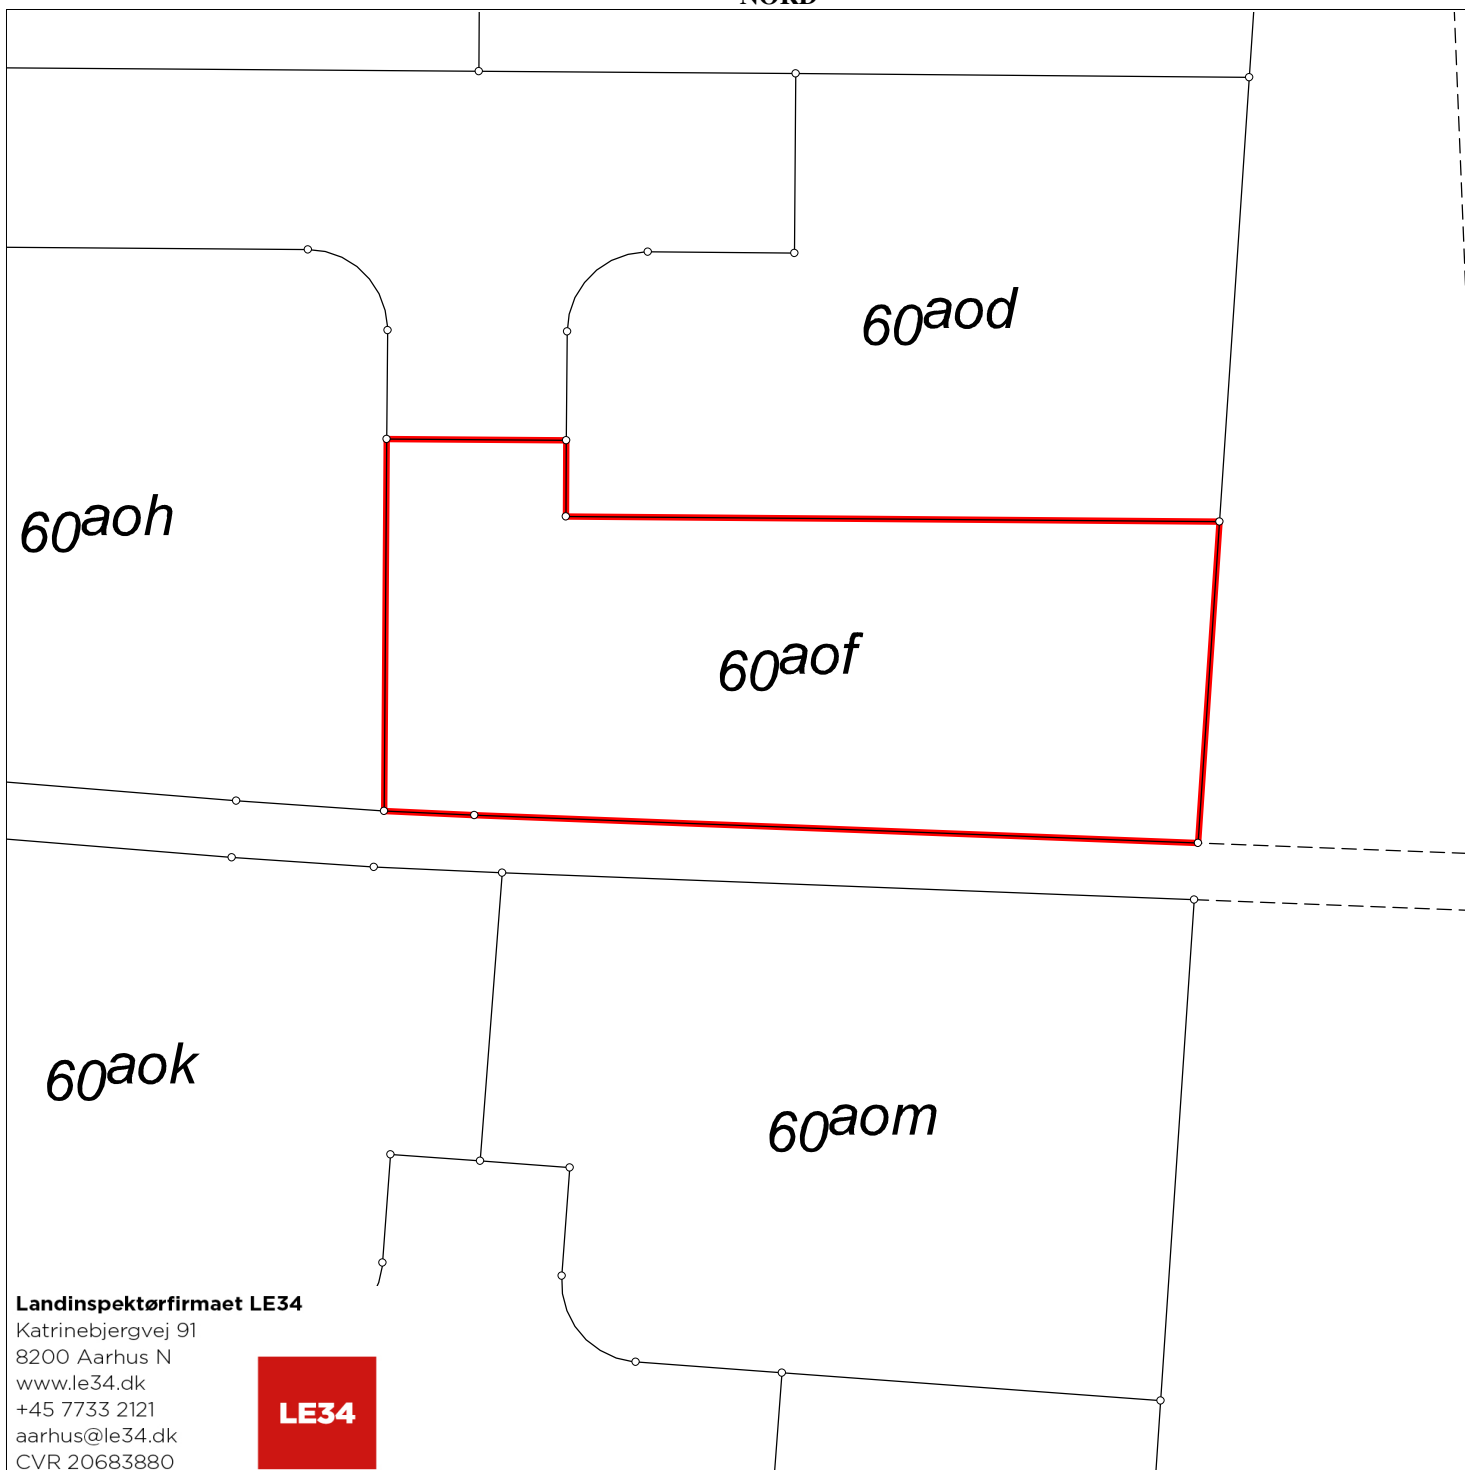 NORD
60aod
60aoh
60aof
60aok
60aom
Landinspektørfirmaet LE34
Katrinebjergvej 91
8200 Aarhus N
www.le34.dk
+45 7733 2121
aarhus@le34.dk
CVR 20683880
LE34